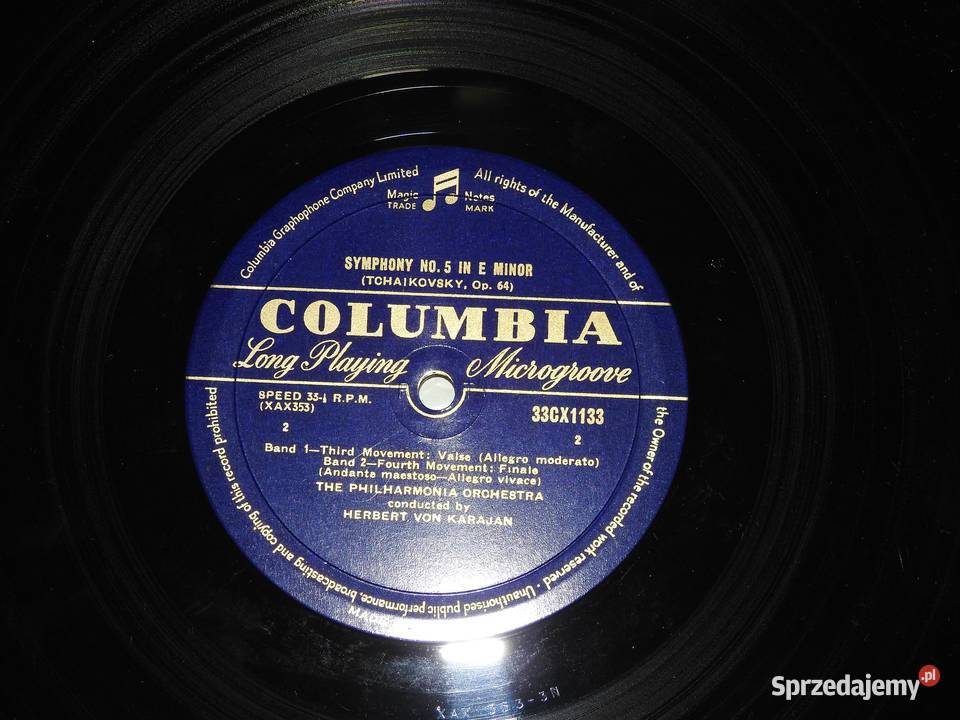 Columbia Graphophone Company Limited
All rights of the Manufacturer and of
the Owner of the recorded work reserved · Unauthorised public performance, broadcasting and copying of this record prohibited
Magic Notes
TRADE MARK
SYMPHONY NO. 5 IN E MINOR
(TCHAIKOVSKY, Op. 64)
COLUMBIA
Long Playing Microgroove
SPEED 33⅓ R.P.M.
(XAX353)
33CX1133
2 2
Band 1—Third Movement: Valse (Allegro moderato)
Band 2—Fourth Movement: Finale
(Andante maestoso—Allegro vivace)
THE PHILHARMONIA ORCHESTRA
conducted by
HERBERT VON KARAJAN
XAX 353-3N
Sprzedajemy.pl